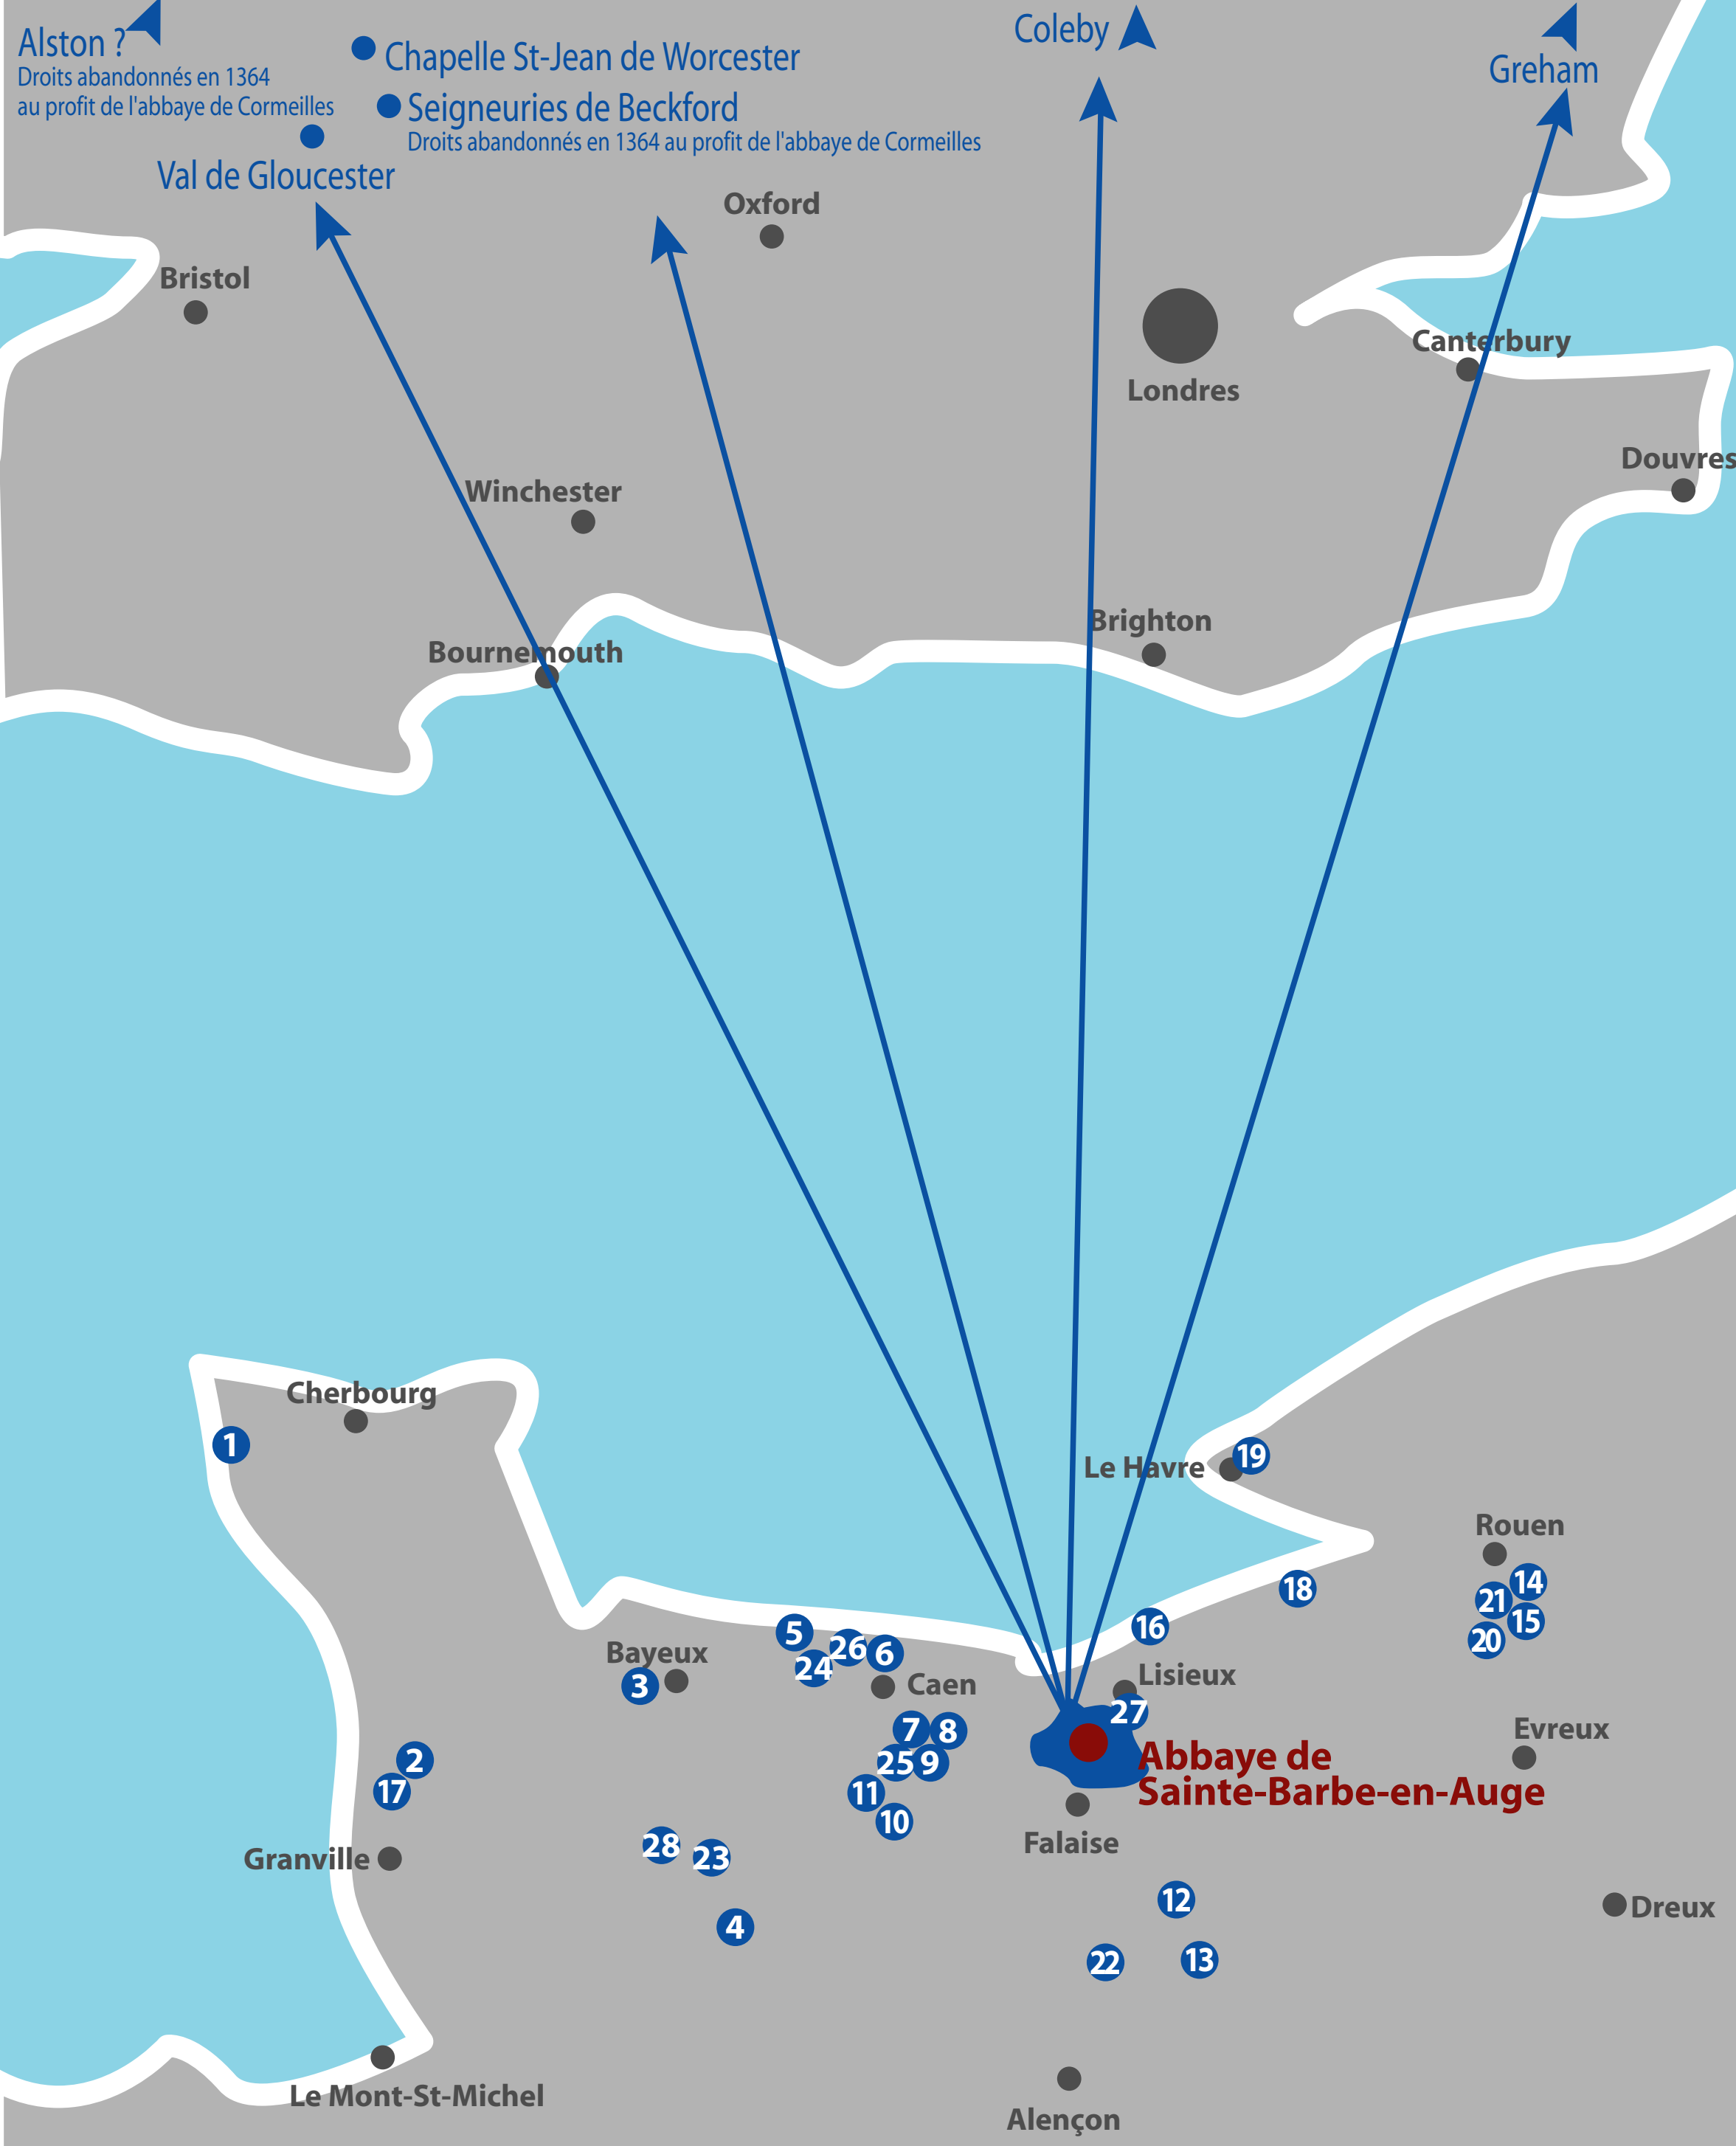 Alston ?
Droits abandonnés en 1364
au profit de l'abbaye de Cormeilles
Chapelle St-Jean de Worcester
Seigneuries de Beckford
Droits abandonnés en 1364 au profit de l'abbaye de Cormeilles
Val de Gloucester
Coleby
Greham
Oxford
Bristol
Londres
Canterbury
Douvres
Winchester
Brighton
Bournemouth
Cherbourg
1
Le Havre
19
Rouen
14
21
15
20
18
16
5
26
6
24
Bayeux
3
Caen
Lisieux
27
7
8
25
9
11
10
Abbaye de
Sainte-Barbe-en-Auge
Evreux
2
17
Granville
28
23
4
Falaise
12
22
13
Dreux
Le Mont-St-Michel
Alençon